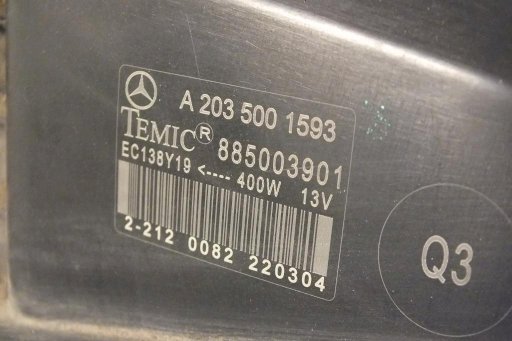 A 203 500 1593
TEMIC® 885003901
EC138Y19 <---- 400W 13V
2-212 0082 220304
Q3